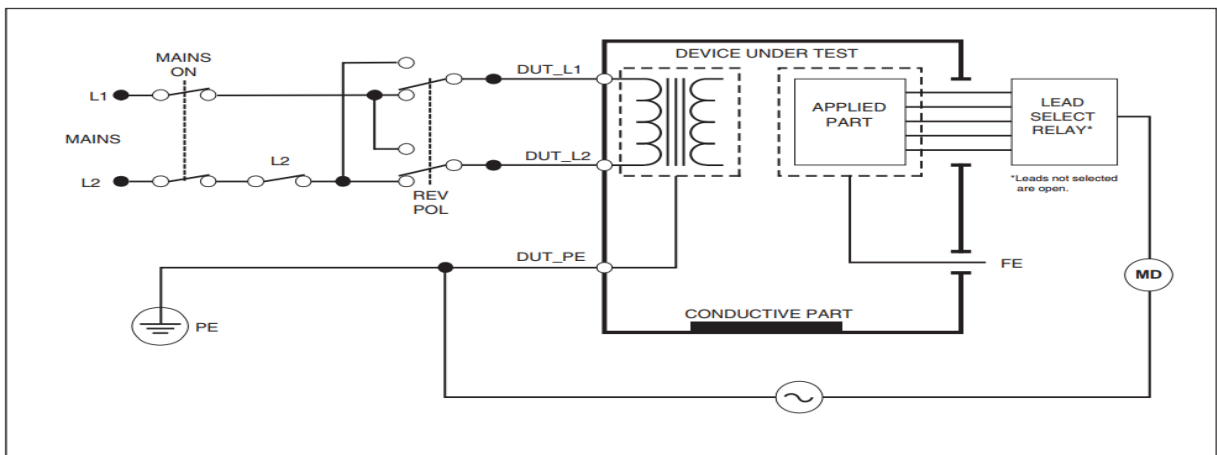 DEVICE UNDER TEST
MAINS
ON
DUT_L1
L1
APPLIED
PART
LEAD
SELECT
RELAY*
MAINS
L2
DUT_L2
L2
REV
POL
*Leads not selected
are open.
DUT_PE
FE
MD
CONDUCTIVE PART
PE